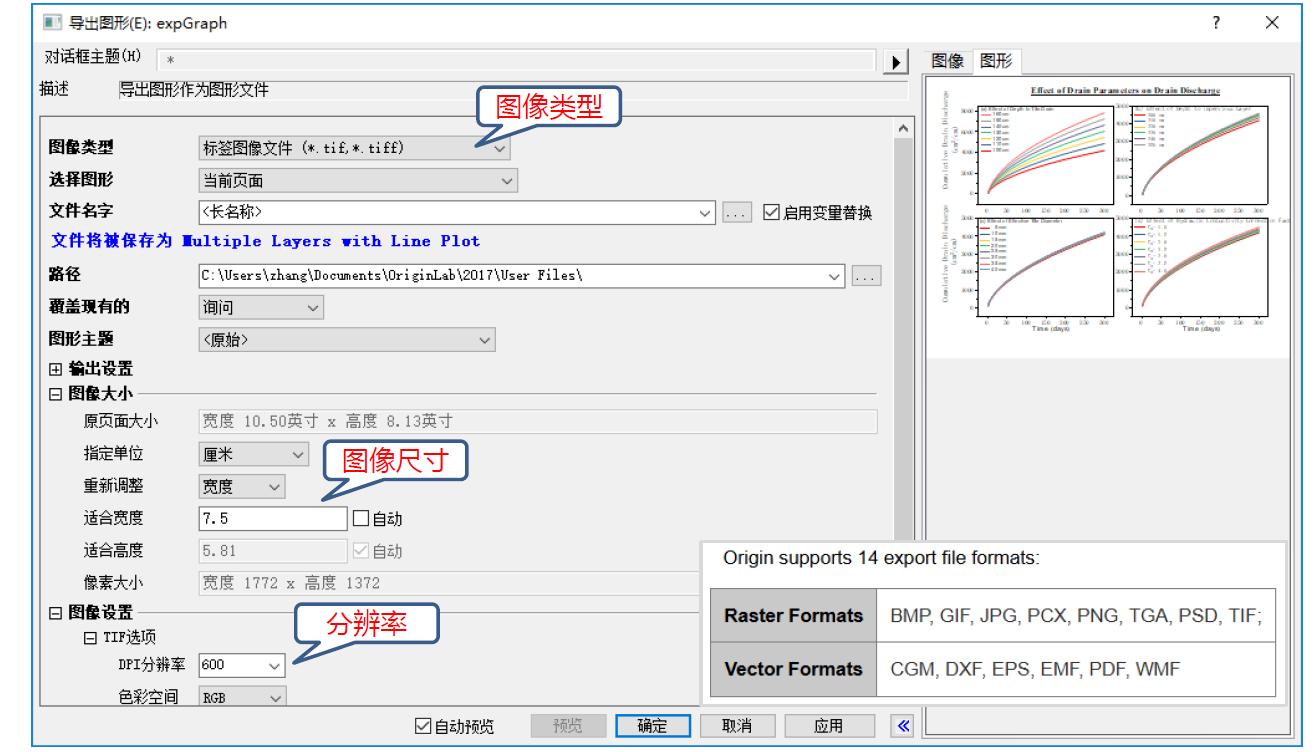 导出图形(E): expGraph
?
对话框主题(H) *
描述 导出图形作为图形文件
图像类型
图像类型 标签图像文件 (*.tif,*.tiff)
选择图形 当前页面
文件名字 <长名称> ... 启用变量替换
文件将被保存为 Multiple Layers with Line Plot
路径 C:\Users\zhang\Documents\OriginLab\2017\User Files\ ...
覆盖现有的 询问
图形主题 <原始>
输出设置
图像大小
原页面大小 宽度 10.50英寸 x 高度 8.13英寸
指定单位 厘米
图像尺寸
重新调整 宽度
适合宽度 7.5 自动
适合高度 5.81 自动
像素大小 宽度 1772 x 高度 1372
图像设置
分辨率
TIF选项
DPI分辨率 600
色彩空间 RGB
自动预览 预览 确定 取消 应用
图像 图形
Effect of Drain Parameters on Drain Discharge
Cumulative Drain Discharge
Time (days) Time (days)
Origin supports 14 export file formats:
Raster Formats BMP, GIF, JPG, PCX, PNG, TGA, PSD, TIF;
Vector Formats CGM, DXF, EPS, EMF, PDF, WMF